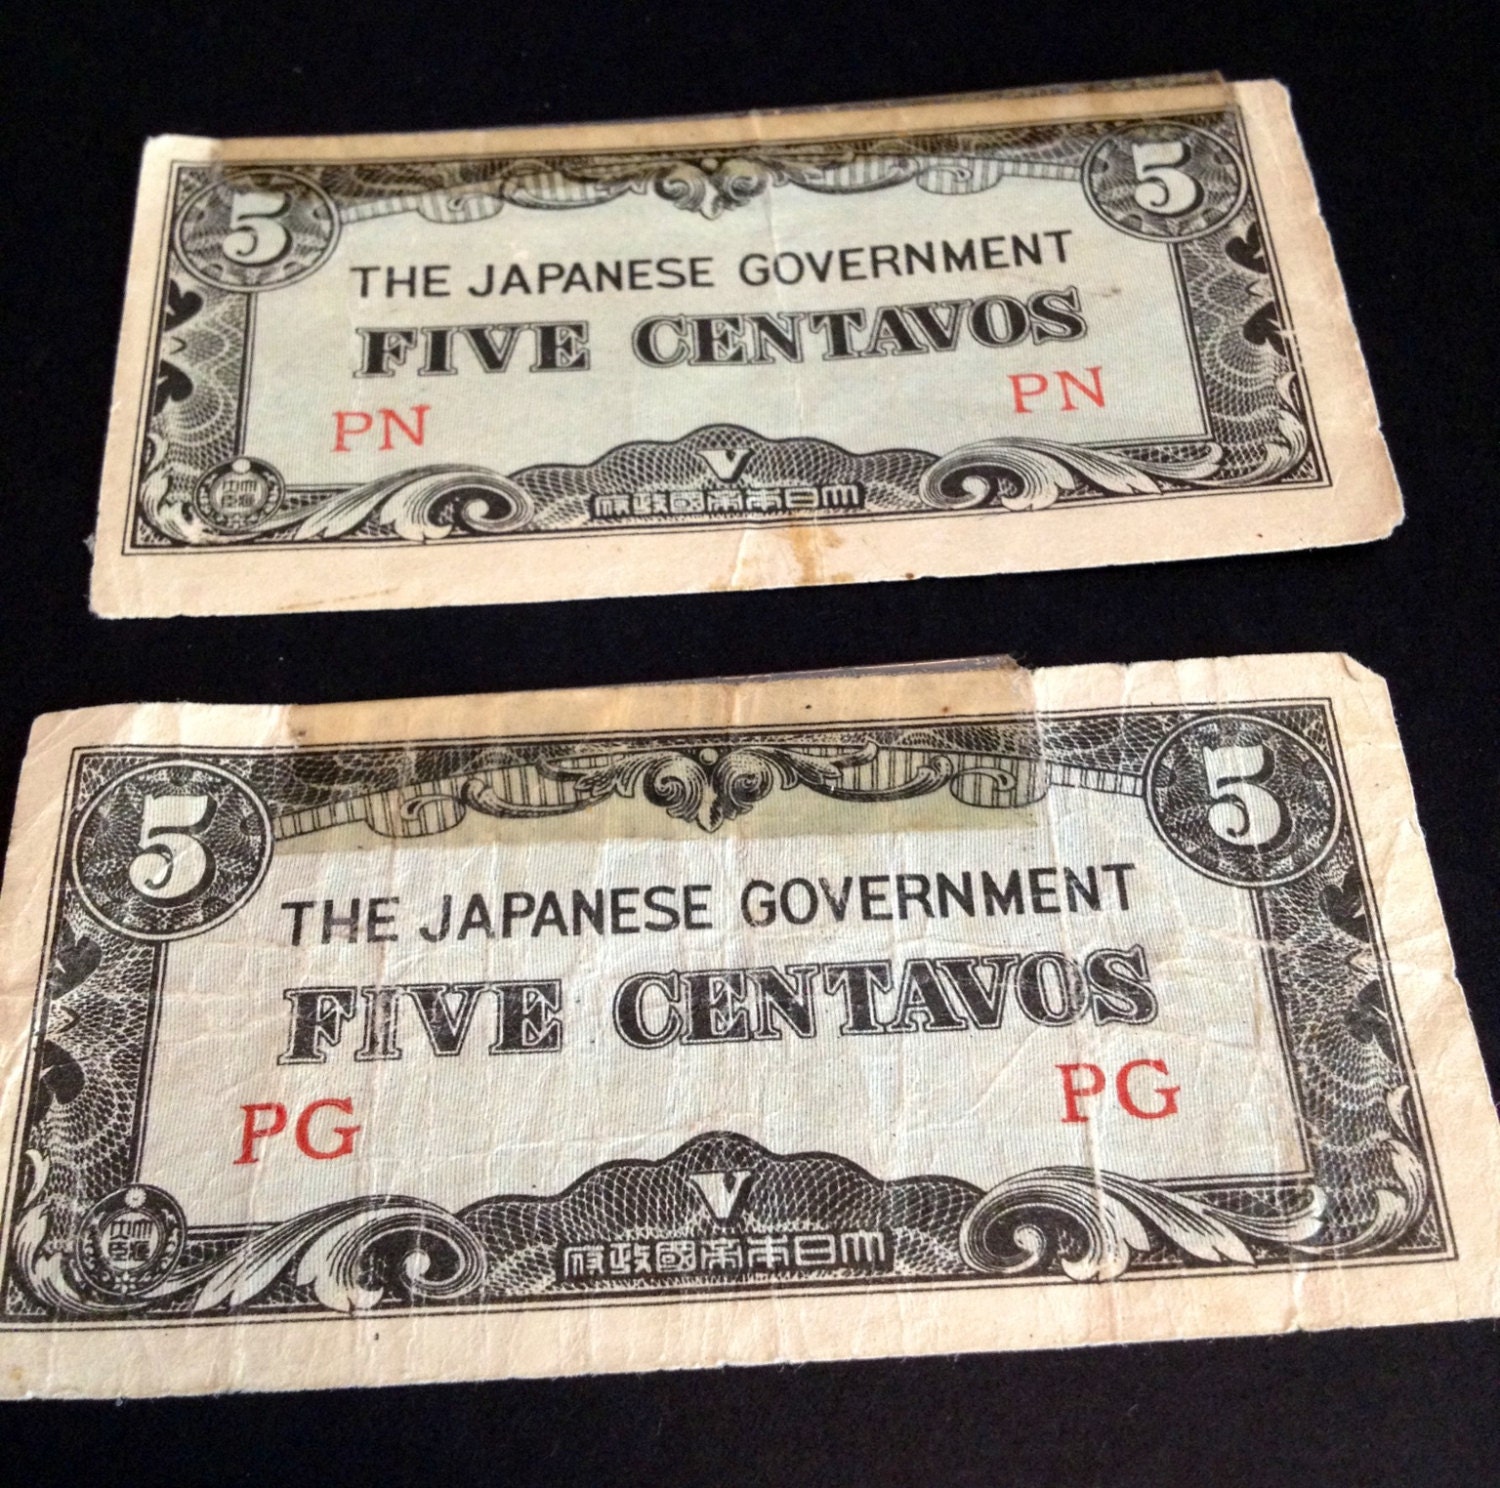 5 5
THE JAPANESE GOVERNMENT
FIVE CENTAVOS
PN PN
V
府政國帝本日大
5 5
THE JAPANESE GOVERNMENT
FIVE CENTAVOS
PG PG
V
府政國帝本日大